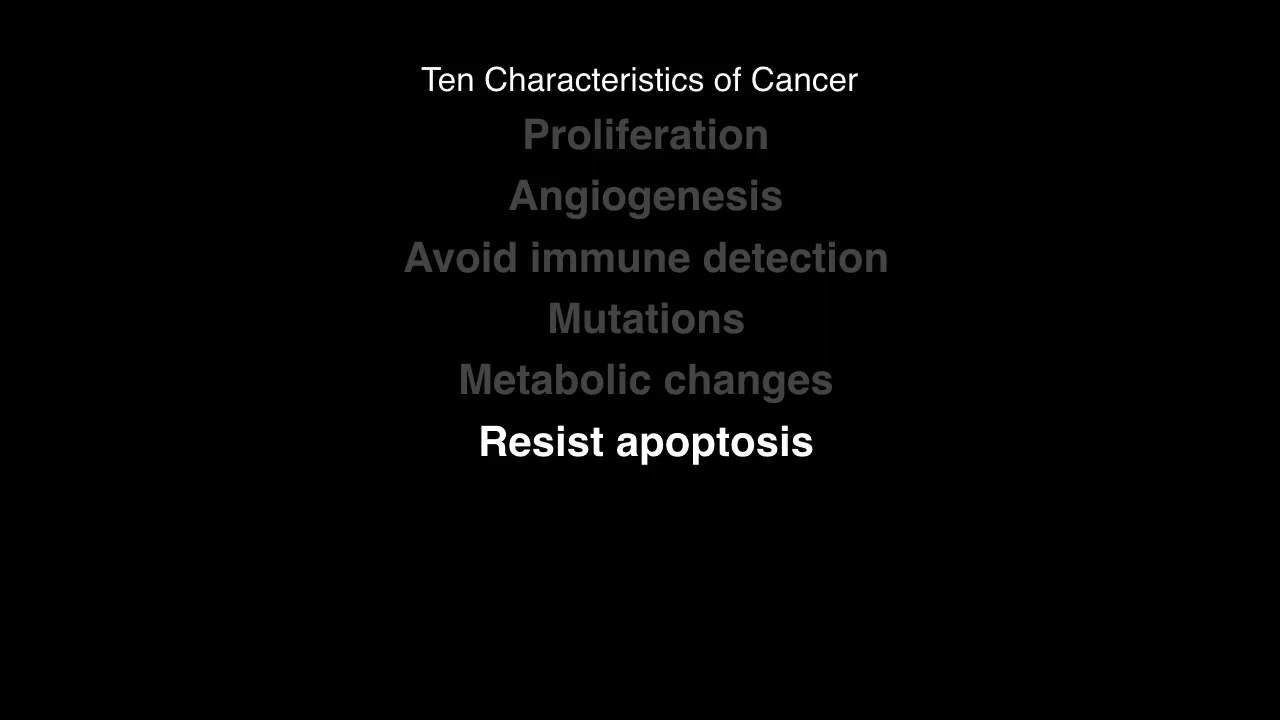 Ten Characteristics of Cancer
Proliferation
Angiogenesis
Avoid immune detection
Mutations
Metabolic changes
Resist apoptosis